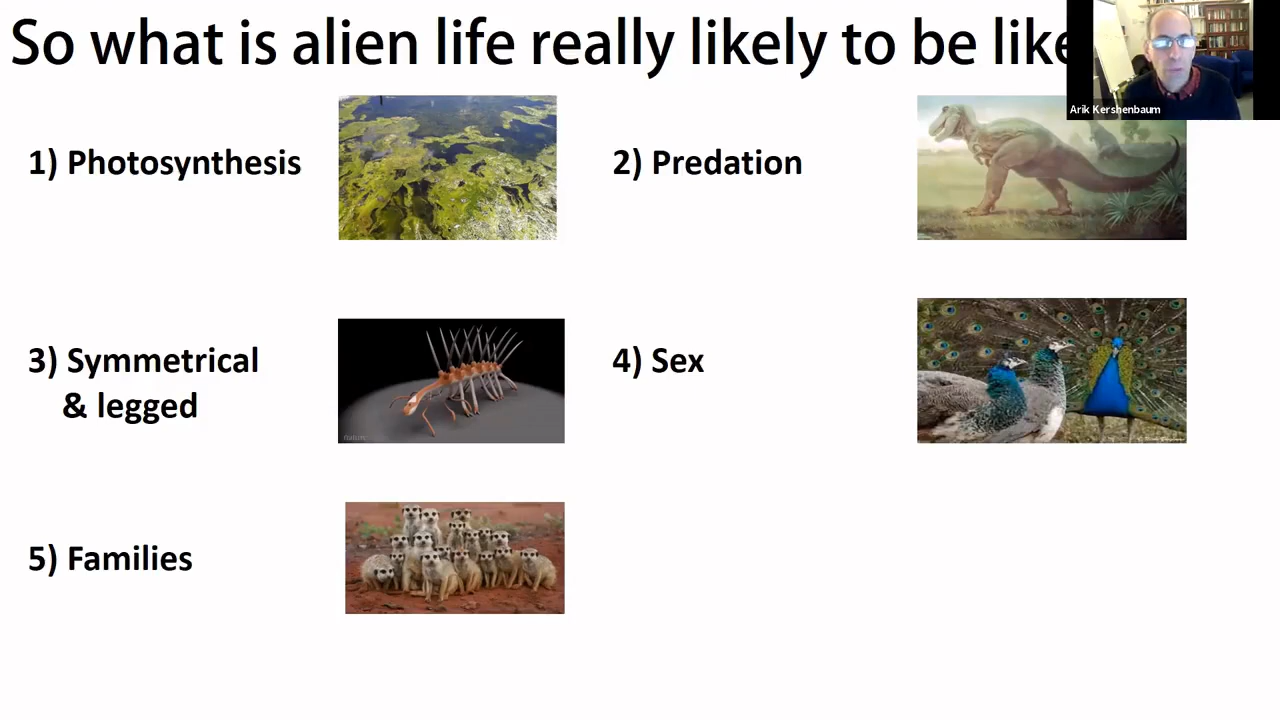 So what is alien life really likely to be like
Arik Kershenbaum
1) Photosynthesis
2) Predation
3) Symmetrical
& legged
4) Sex
5) Families